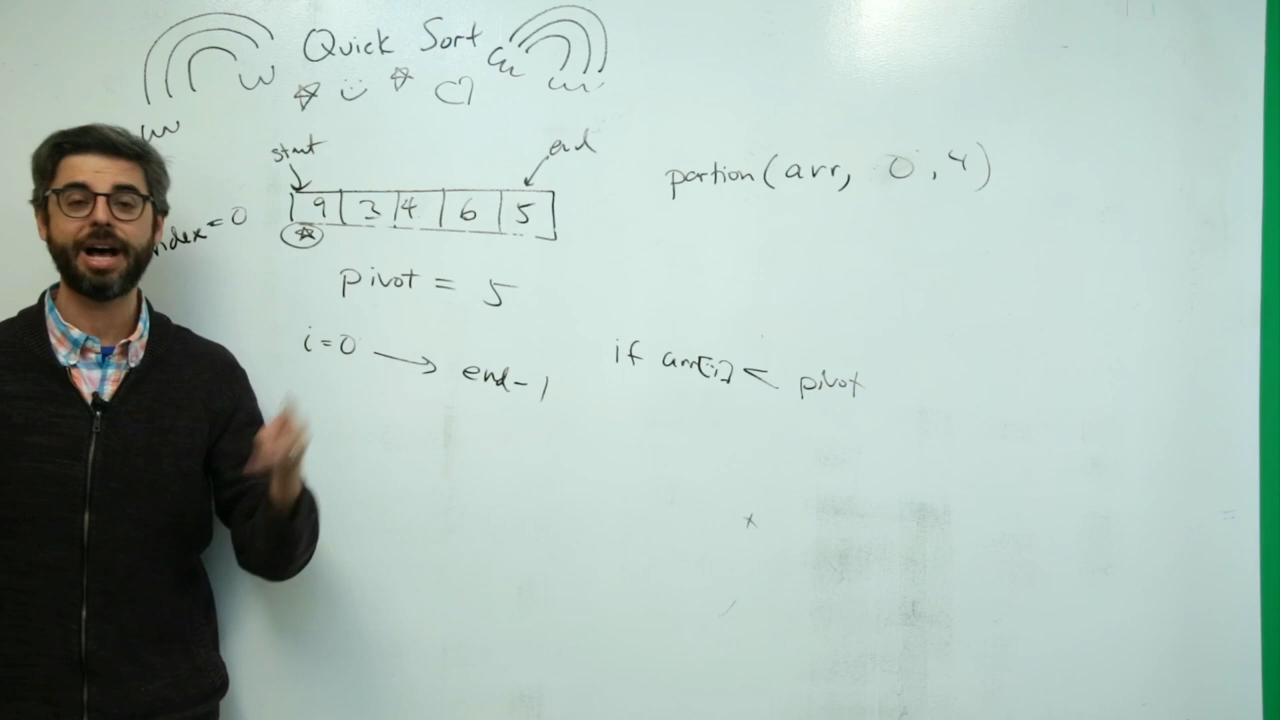 Quick Sort
start
end
9 3 4 6 5
index=0
pivot = 5
i=0 → end-1
partion(arr, 0, 4)
if arr[i] < pivot